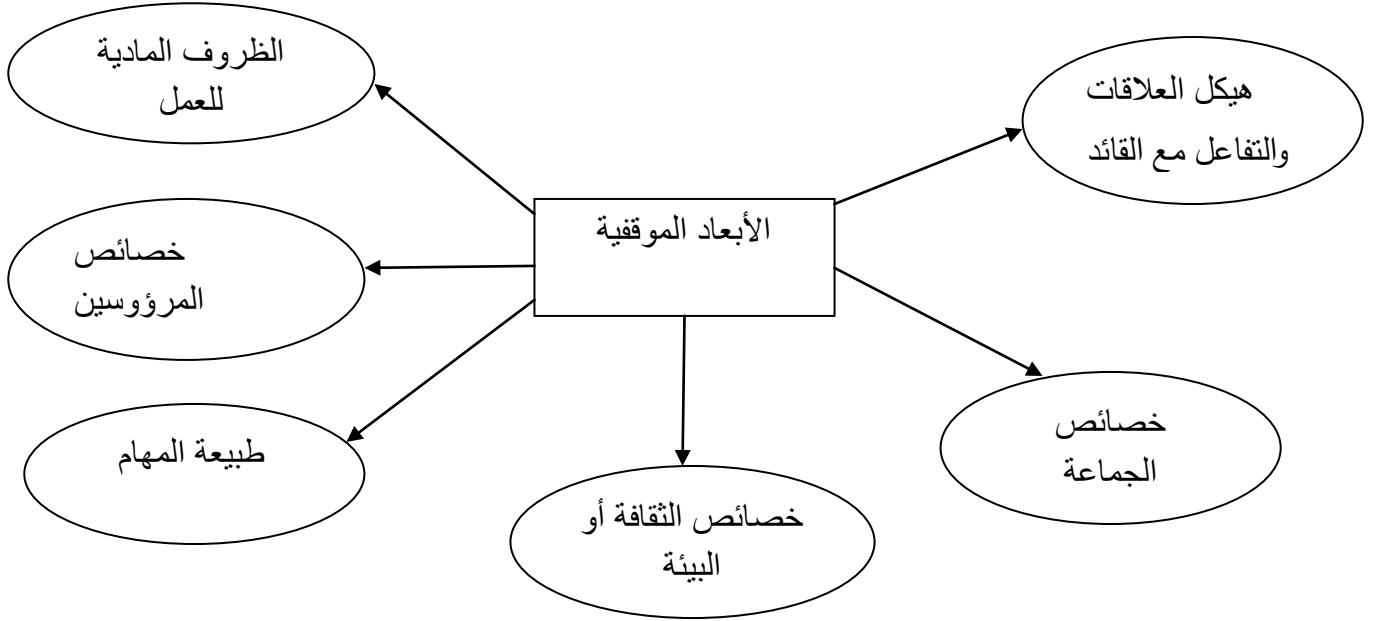 الظروف المادية
للعمل
هيكل العلاقات
والتفاعل مع القائد
الأبعاد الموقفية
خصائص
المرؤوسين
خصائص
الجماعة
طبيعة المهام
خصائص الثقافة أو
البيئة